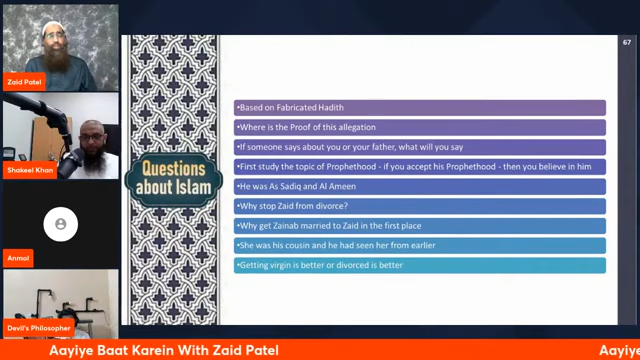 67
•Based on Fabricated Hadith
•Where is the Proof of this allegation
•If someone says about you or your father, what will you say
•First study the topic of Prophethood - if you accept his Prophethood - then you believe in him
•He was As Sadiq and Al Ameen
•Why stop Zaid from divorce?
•Why get Zainab married to Zaid in the first place
•She was his cousin and he had seen her from earlier
•Getting virgin is better or divorced is better
Questions
about Islam
Zaid Patel
Shakeel Khan
Anmol
Devil's Philosopher
Aayiye Baat Karein With Zaid Patel
Aayiye